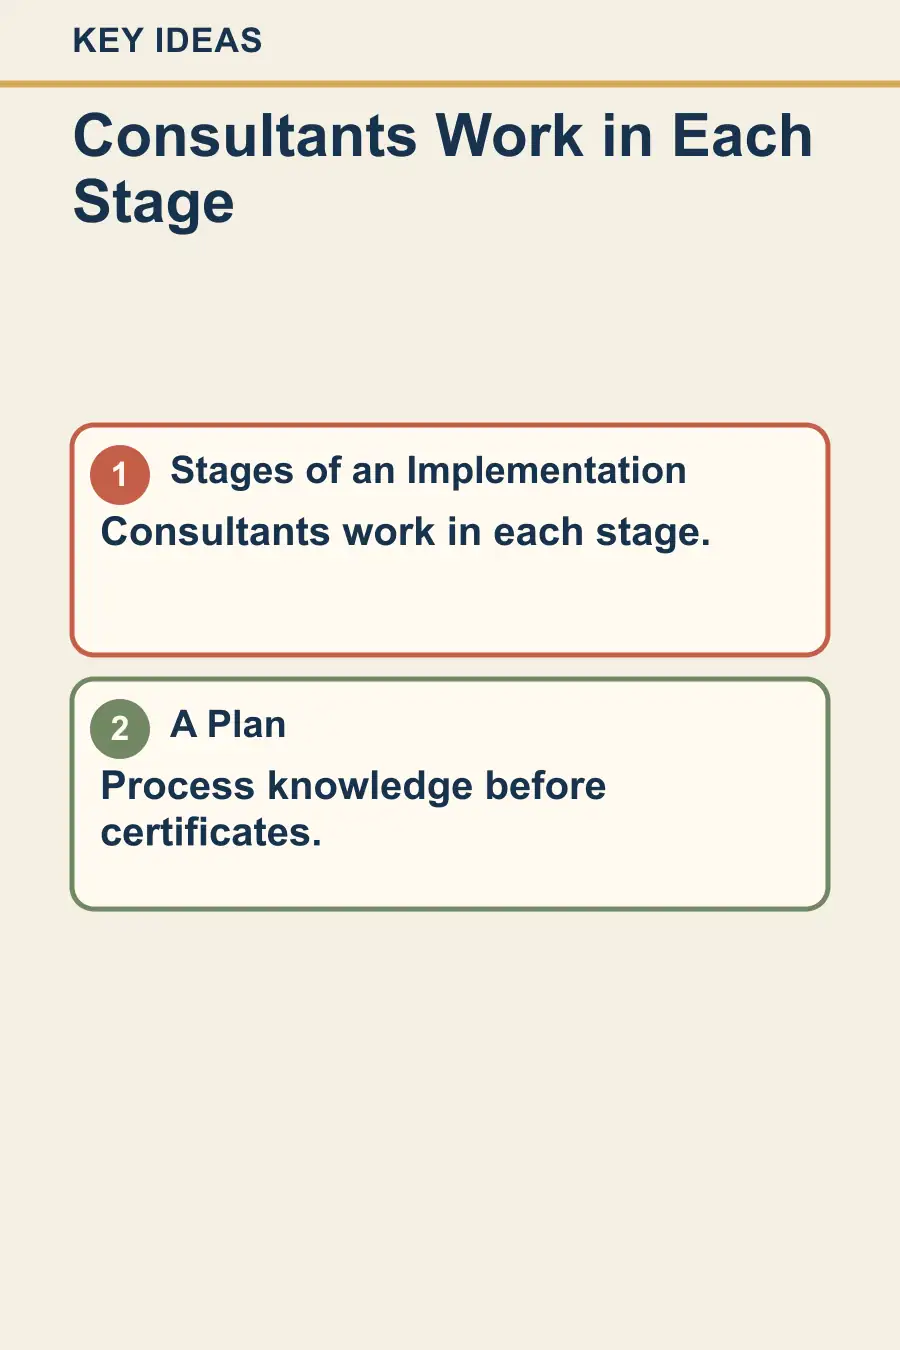 KEY IDEAS
Consultants Work in Each
Stage
1 Stages of an Implementation
Consultants work in each stage.
2 A Plan
Process knowledge before
certificates.